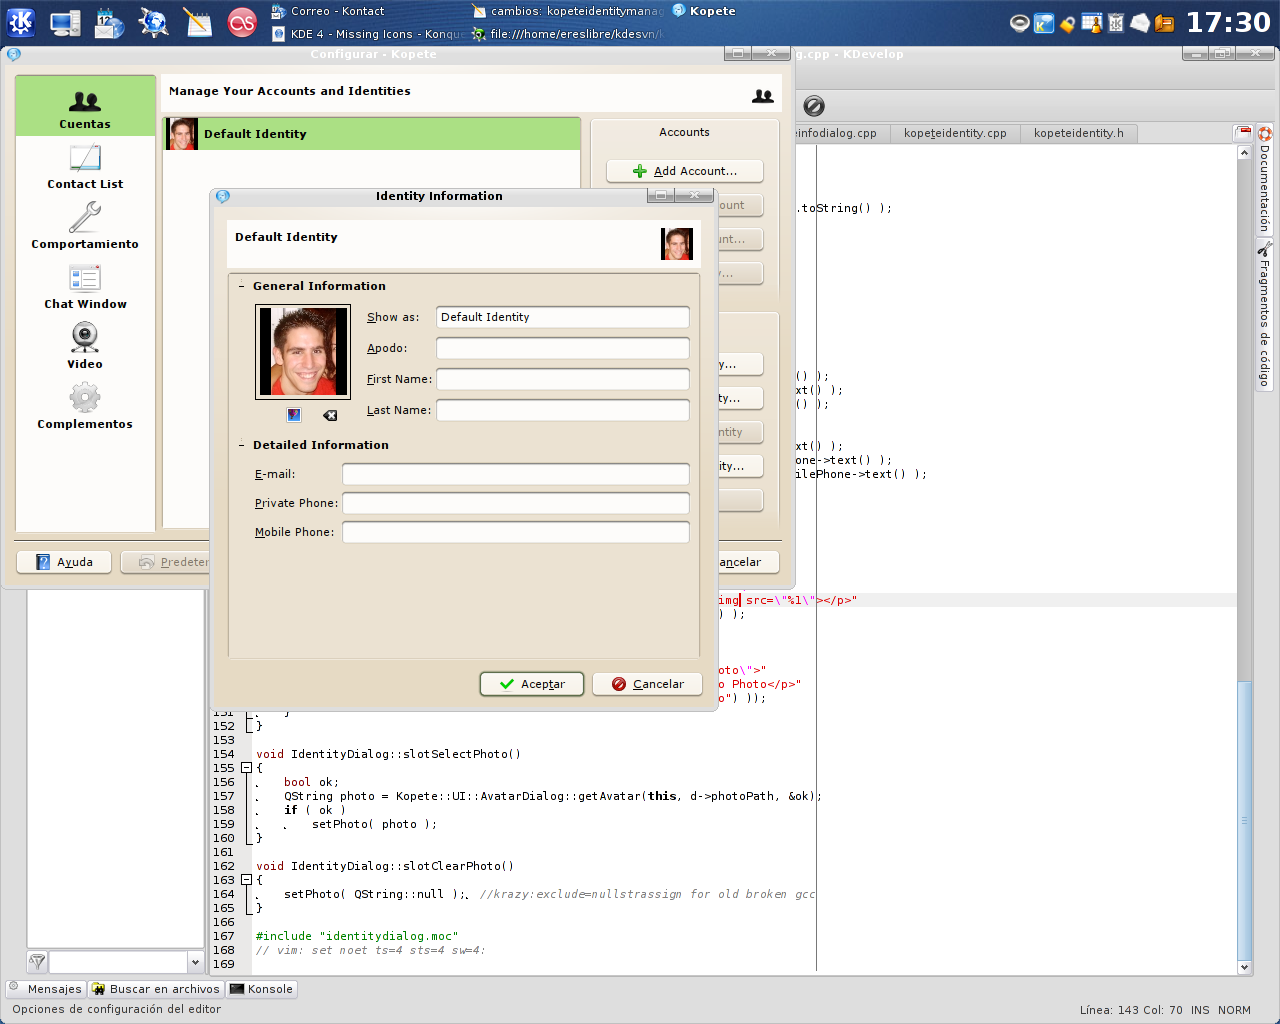 Correo - Kontact
cambios: kopeteidentitymanag
Kopete
KDE 4 - Missing Icons - Konque
file:///home/ereslibre/kdesvn/k
17:30
Configurar - Kopete
g.cpp - KDevelop
Manage Your Accounts and Identities
Cuentas
Contact List
Comportamiento
Chat Window
Video
Complementos
Default Identity
Accounts
Add Account...
ount
unt...
y...
y...
ty...
ntity
ity...
Ayuda
Predeter
ancelar
einfodialog.cpp
kopeteidentity.cpp
kopeteidentity.h
Documentación
Fragmentos de código
Identity Information
Default Identity
General Information
Show as:
Default Identity
Apodo:
First Name:
Last Name:
Detailed Information
E-mail:
Private Phone:
Mobile Phone:
Aceptar
Cancelar
.toString() );
() );
xt() );
() );
xt() );
one->text() );
ilePhone->text() );
img src=\"%1\"></p>"
) );
oto\">"
o Photo</p>"
o") ));
151 }
152 }
153
154 void IdentityDialog::slotSelectPhoto()
155 {
156 bool ok;
157 QString photo = Kopete::UI::AvatarDialog::getAvatar(this, d->photoPath, &ok);
158 if ( ok )
159 setPhoto( photo );
160 }
161
162 void IdentityDialog::slotClearPhoto()
163 {
164 setPhoto( QString::null ); //krazy:exclude=nullstrassign for old broken gcc
165 }
166
167 #include "identitydialog.moc"
168 // vim: set noet ts=4 sts=4 sw=4:
169
Mensajes
Buscar en archivos
Konsole
Opciones de configuración del editor
Línea: 143 Col: 70 INS NORM